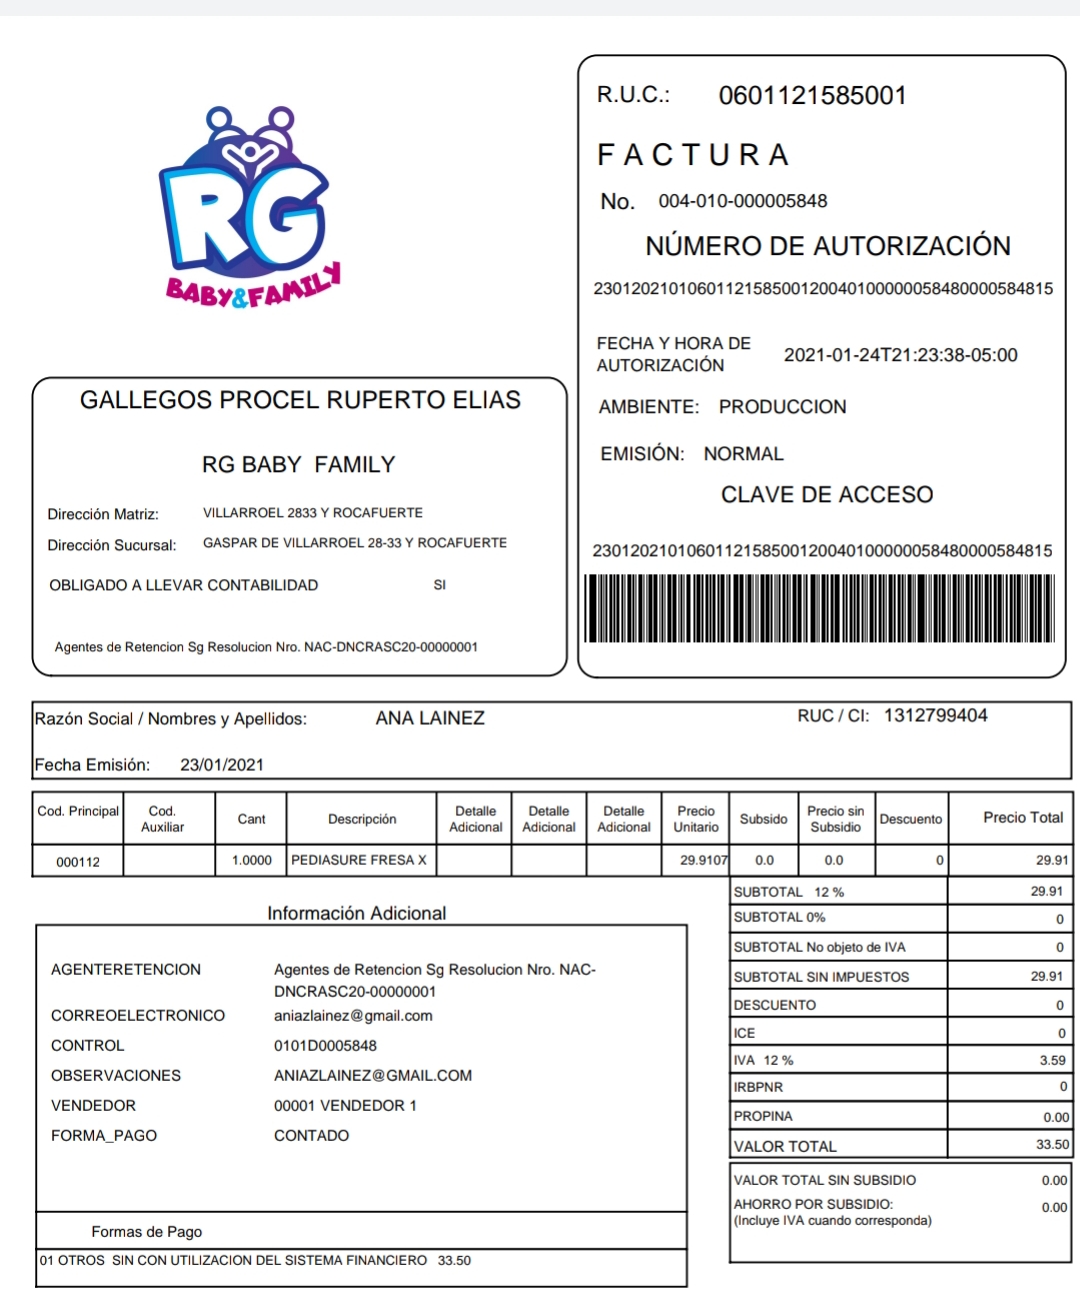 RG
BABY&FAMILY
R.U.C.: 0601121585001
FACTURA
No. 004-010-000005848
NÚMERO DE AUTORIZACIÓN
2301202101060112158500120040100000058480000584815
FECHA Y HORA DE AUTORIZACIÓN 2021-01-24T21:23:38-05:00
AMBIENTE: PRODUCCION
EMISIÓN: NORMAL
CLAVE DE ACCESO
2301202101060112158500120040100000058480000584815
GALLEGOS PROCEL RUPERTO ELIAS
RG BABY FAMILY
Dirección Matriz: VILLARROEL 2833 Y ROCAFUERTE
Dirección Sucursal: GASPAR DE VILLARROEL 28-33 Y ROCAFUERTE
OBLIGADO A LLEVAR CONTABILIDAD SI
Agentes de Retencion Sg Resolucion Nro. NAC-DNCRASC20-00000001
Razón Social / Nombres y Apellidos: ANA LAINEZ RUC / CI: 1312799404
Fecha Emisión: 23/01/2021
Cod. Principal Cod. Auxiliar Cant Descripción Detalle Adicional Detalle Adicional Detalle Adicional Precio Unitario Subsido Precio sin Subsidio Descuento Precio Total
000112 1.0000 PEDIASURE FRESA X 29.9107 0.0 0.0 0 29.91
SUBTOTAL 12 % 29.91
SUBTOTAL 0% 0
SUBTOTAL No objeto de IVA 0
SUBTOTAL SIN IMPUESTOS 29.91
DESCUENTO 0
ICE 0
IVA 12 % 3.59
IRBPNR 0
PROPINA 0.00
VALOR TOTAL 33.50
VALOR TOTAL SIN SUBSIDIO 0.00
AHORRO POR SUBSIDIO: 0.00
(Incluye IVA cuando corresponda)
Información Adicional
AGENTERETENCION Agentes de Retencion Sg Resolucion Nro. NAC-
DNCRASC20-00000001
CORREOELECTRONICO aniazlainez@gmail.com
CONTROL 0101D0005848
OBSERVACIONES ANIAZLAINEZ@GMAIL.COM
VENDEDOR 00001 VENDEDOR 1
FORMA_PAGO CONTADO
Formas de Pago
01 OTROS SIN CON UTILIZACION DEL SISTEMA FINANCIERO 33.50